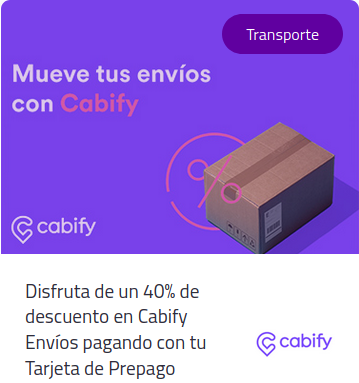 Transporte
Mueve tus envíos
con Cabify
%
cabify
Disfruta de un 40% de
descuento en Cabify
Envíos pagando con tu
Tarjeta de Prepago
cabify